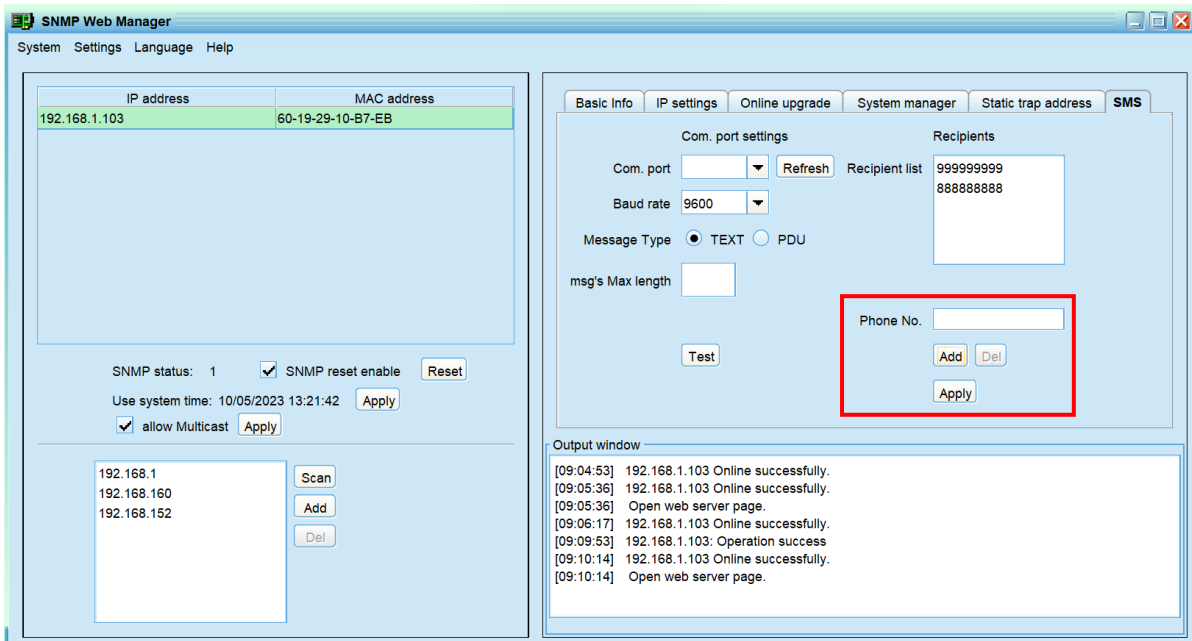 SNMP Web Manager
System Settings Language Help
IP address MAC address
192.168.1.103 60-19-29-10-B7-EB
SNMP status: 1 SNMP reset enable Reset
Use system time: 10/05/2023 13:21:42 Apply
allow Multicast Apply
192.168.1
192.168.160
192.168.152
Scan
Add
Del
Basic Info IP settings Online upgrade System manager Static trap address SMS
Com. port settings
Com. port Refresh
Baud rate 9600
Message Type TEXT PDU
msg's Max length
Test
Recipients
Recipient list 999999999
888888888
Phone No.
Add Del
Apply
Output window
[09:04:53] 192.168.1.103 Online successfully.
[09:05:36] 192.168.1.103 Online successfully.
[09:05:36] Open web server page.
[09:06:17] 192.168.1.103 Online successfully.
[09:09:53] 192.168.1.103: Operation success
[09:10:14] 192.168.1.103 Online successfully.
[09:10:14] Open web server page.